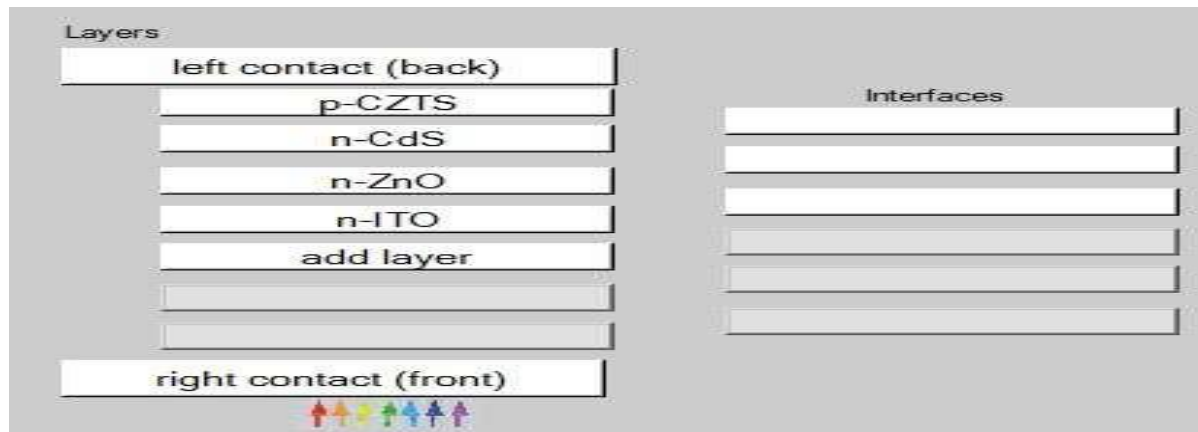 Layers
left contact (back)
p-CZTS
Interfaces
n-CdS
n-ZnO
n-ITO
add layer
right contact (front)